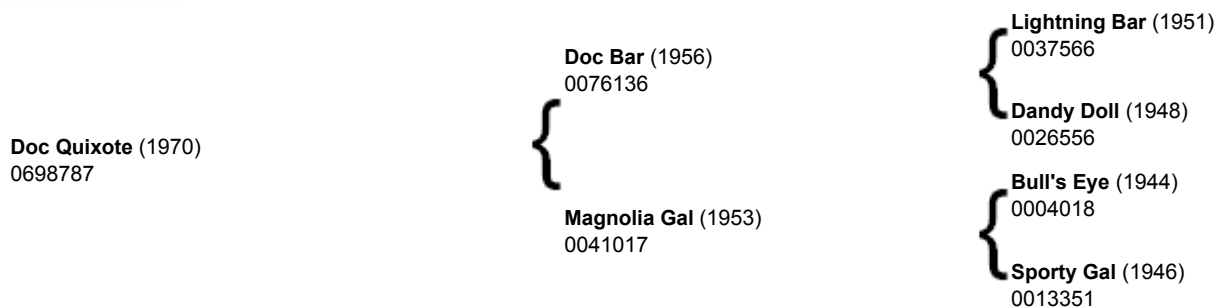 Lightning Bar (1951)
0037566
Doc Bar (1956)
0076136
Dandy Doll (1948)
0026556
Doc Quixote (1970)
0698787
Bull's Eye (1944)
0004018
Magnolia Gal (1953)
0041017
Sporty Gal (1946)
0013351